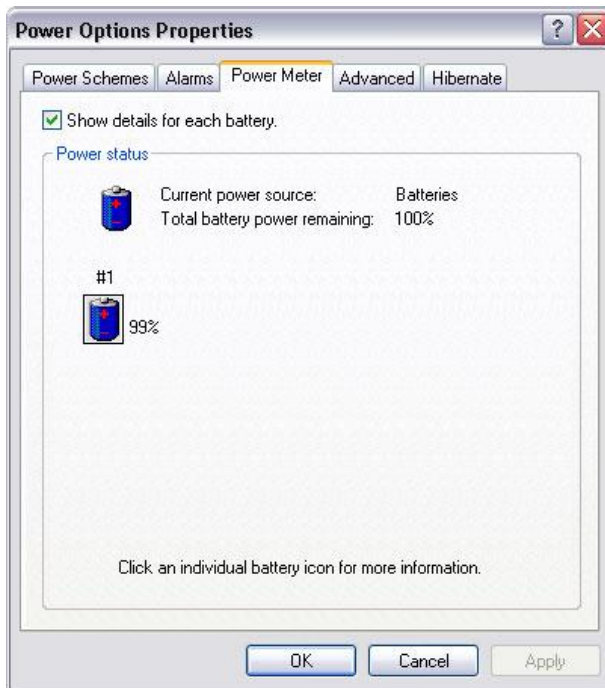 Power Options Properties
Power Schemes Alarms Power Meter Advanced Hibernate
Show details for each battery.
Power status
Current power source: Batteries
Total battery power remaining: 100%
#1
99%
Click an individual battery icon for more information.
OK Cancel Apply